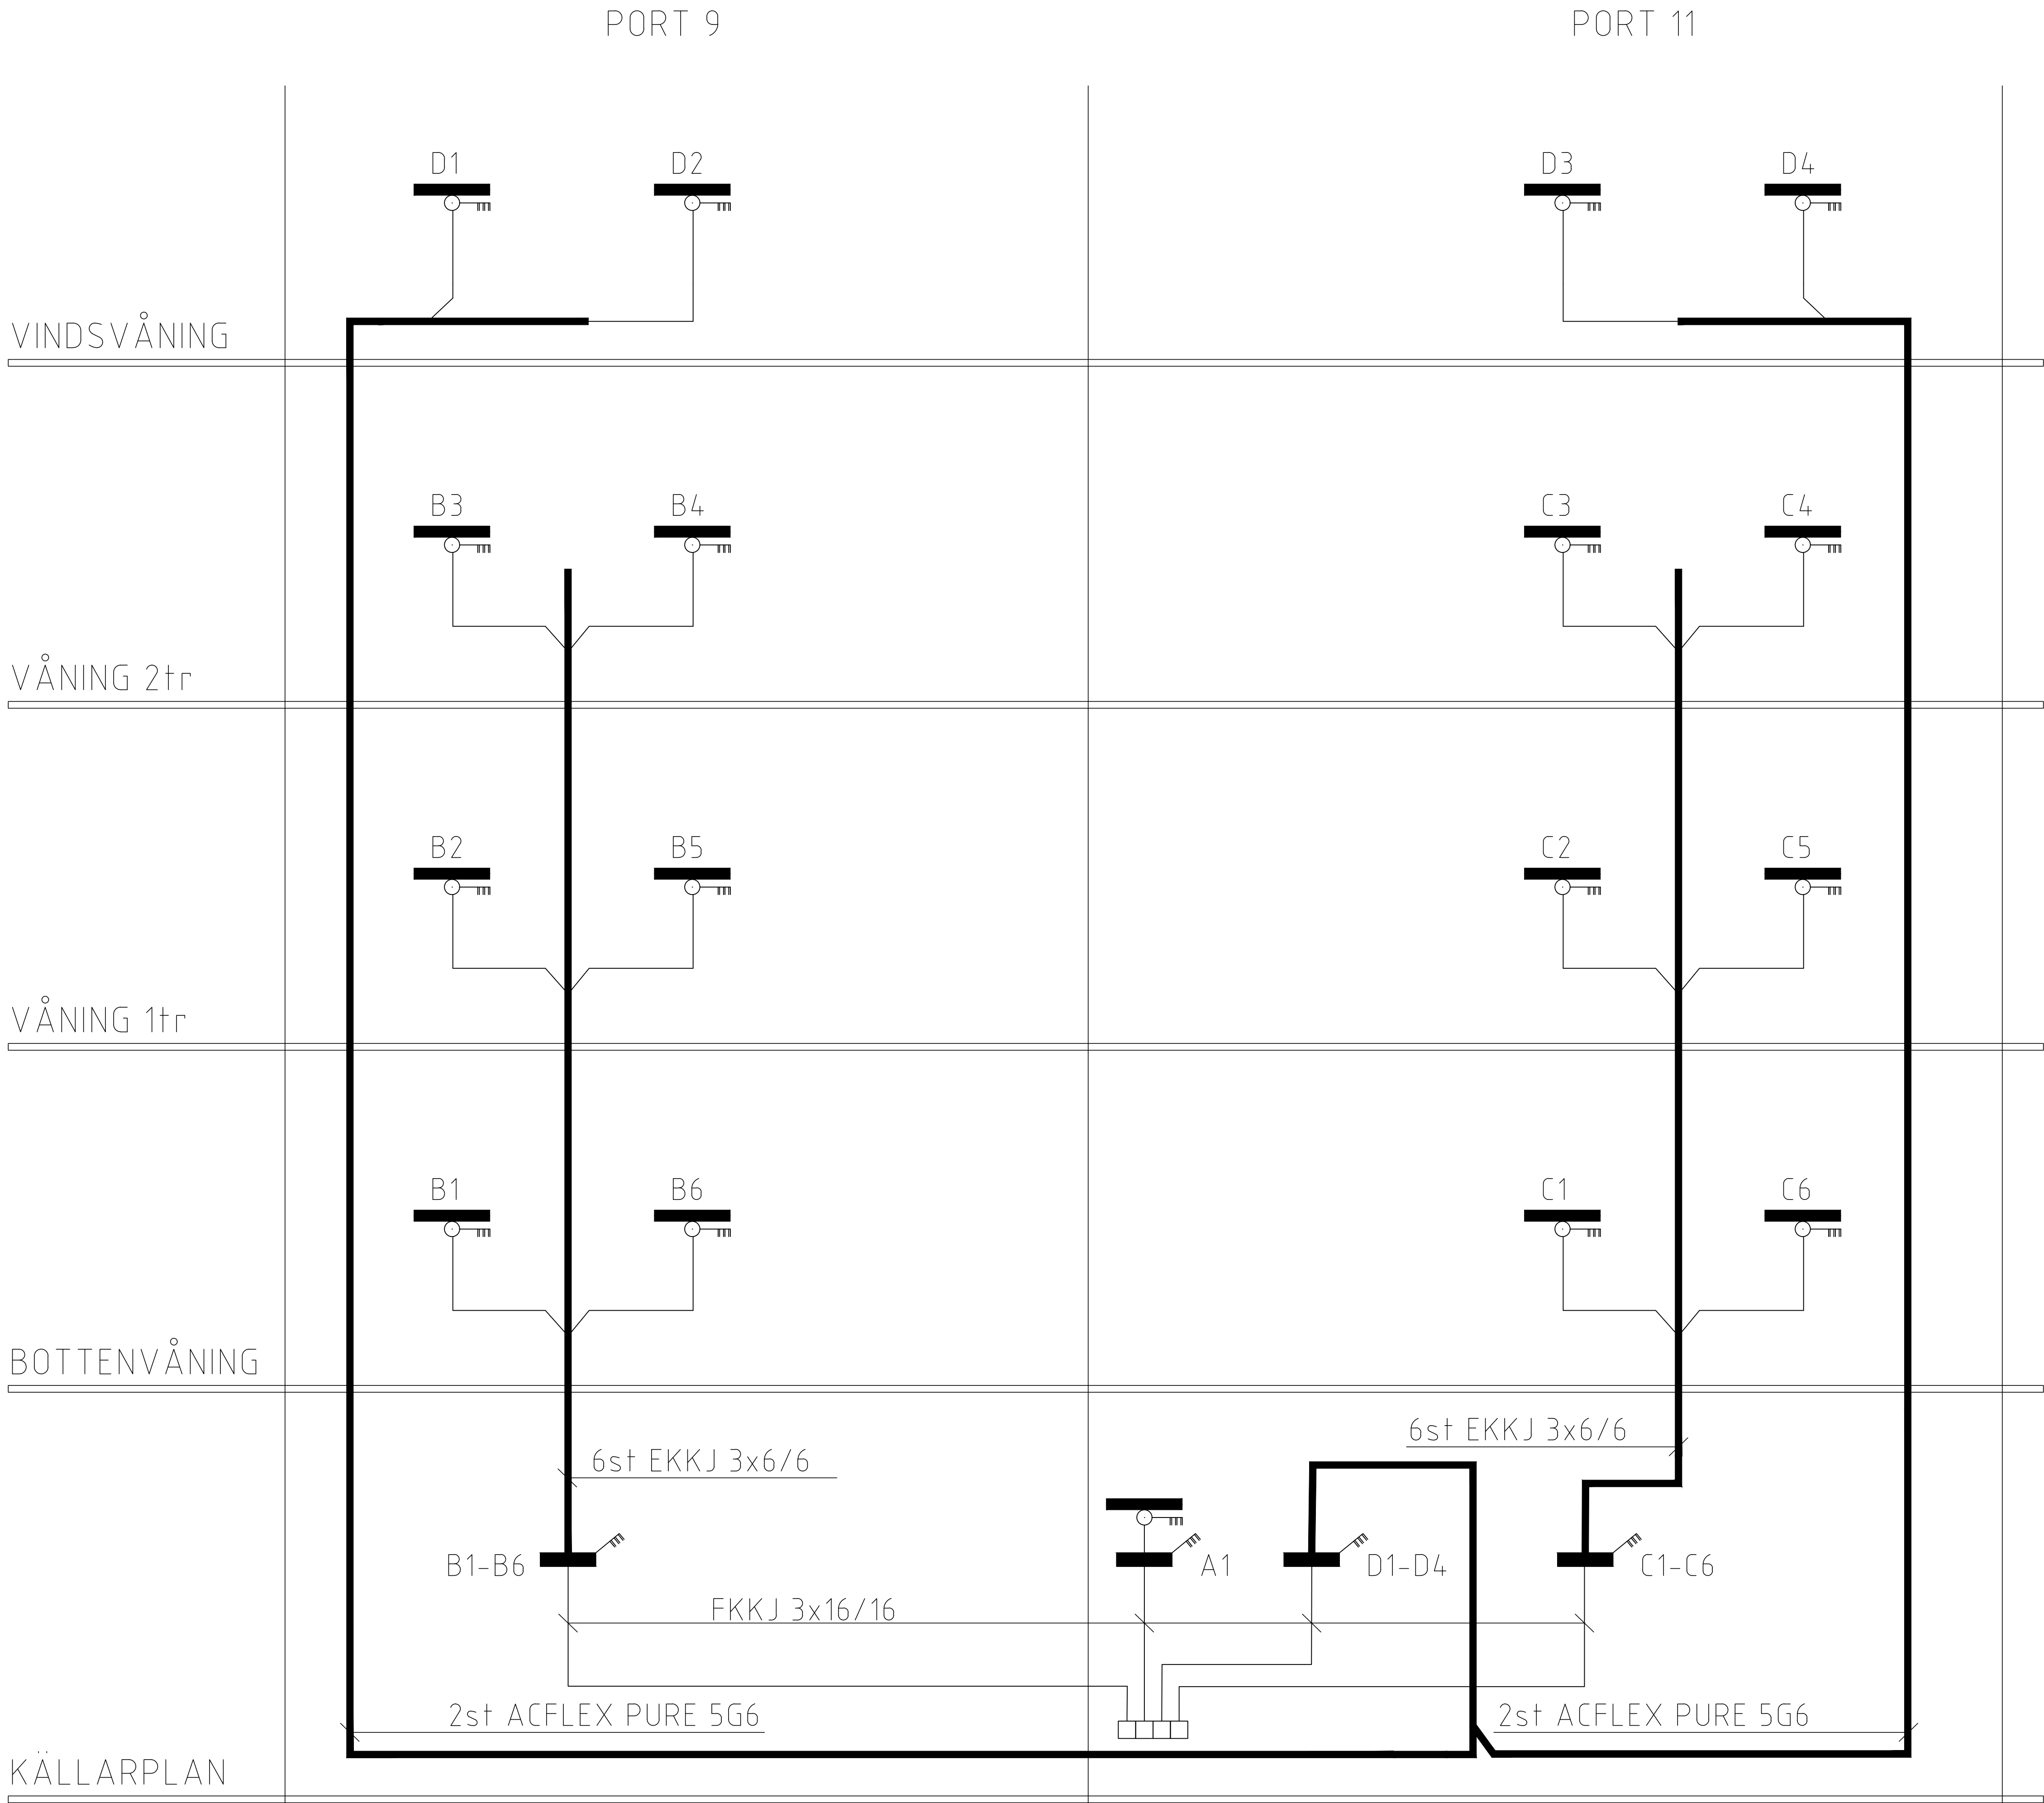 PORT 9
PORT 11
D1
D2
D3
D4
VINDSVÅNING
B3
B4
C3
C4
VÅNING 2tr
B2
B5
C2
C5
VÅNING 1tr
B1
B6
C1
C6
BOTTENVÅNING
6st EKKJ 3x6/6
6st EKKJ 3x6/6
B1-B6
A1
D1-D4
C1-C6
FKKJ 3x16/16
2st ACFLEX PURE 5G6
2st ACFLEX PURE 5G6
KÄLLARPLAN